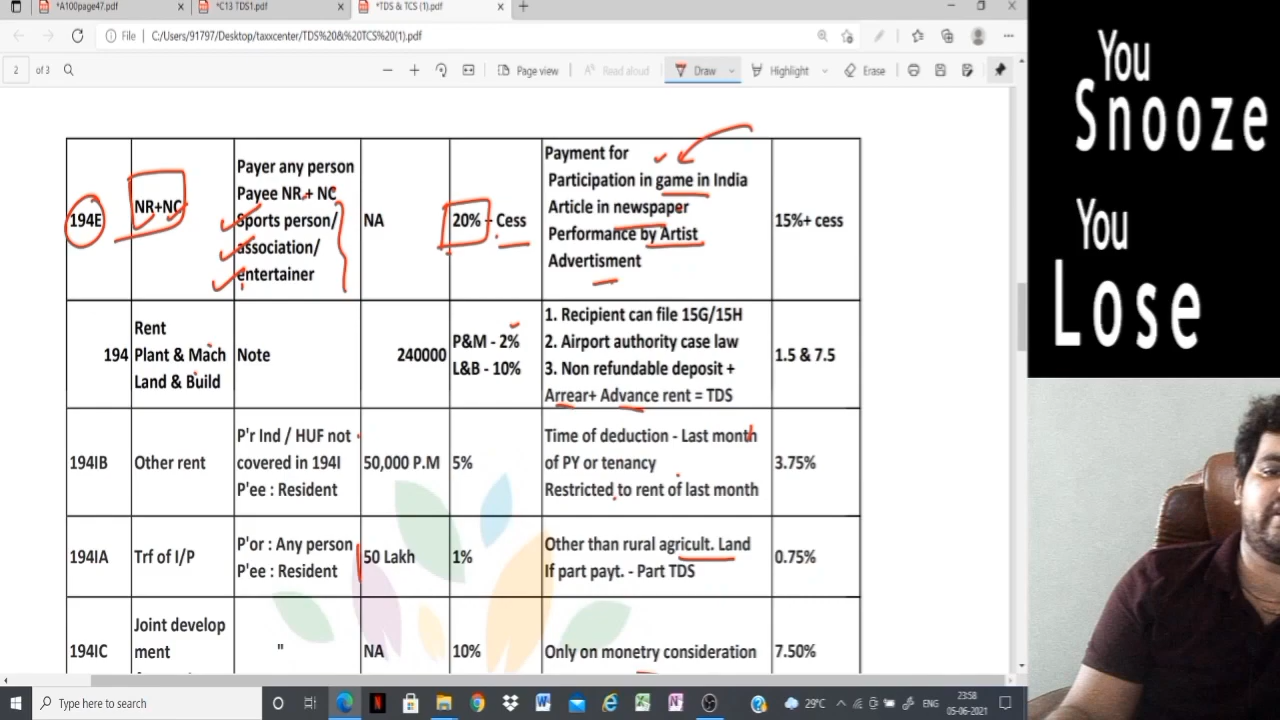 *A100page47.pdf
*C13 TDS1.pdf
*TDS & TCS (1).pdf
File
C:/Users/91797/Desktop/taxxcenter/TDS%20&%20TCS%20(1).pdf
2 of 3
Page view
Read aloud
Draw
Highlight
Erase
194E
NR+NC
Payer any person
Payee NR + NC
Sports person/
association/
entertainer
NA
20% + Cess
Payment for
Participation in game in India
Article in newspaper
Performance by Artist
Advertisment
15%+ cess
194
Rent
Plant & Mach
Land & Build
Note
240000
P&M - 2%
L&B - 10%
1. Recipient can file 15G/15H
2. Airport authority case law
3. Non refundable deposit +
Arrear+ Advance rent = TDS
1.5 & 7.5
194IB
Other rent
P'r Ind / HUF not
covered in 194I
P'ee : Resident
50,000 P.M
5%
Time of deduction - Last month
of PY or tenancy
Restricted to rent of last month
3.75%
194IA
Trf of I/P
P'or : Any person
P'ee : Resident
50 Lakh
1%
Other than rural agricult. Land
If part payt. - Part TDS
0.75%
194IC
Joint develop
ment
"
NA
10%
Only on monetry consideration
7.50%
You
Snooze
You
Lose
Type here to search
29°C
ENG
23:58
05-06-2021